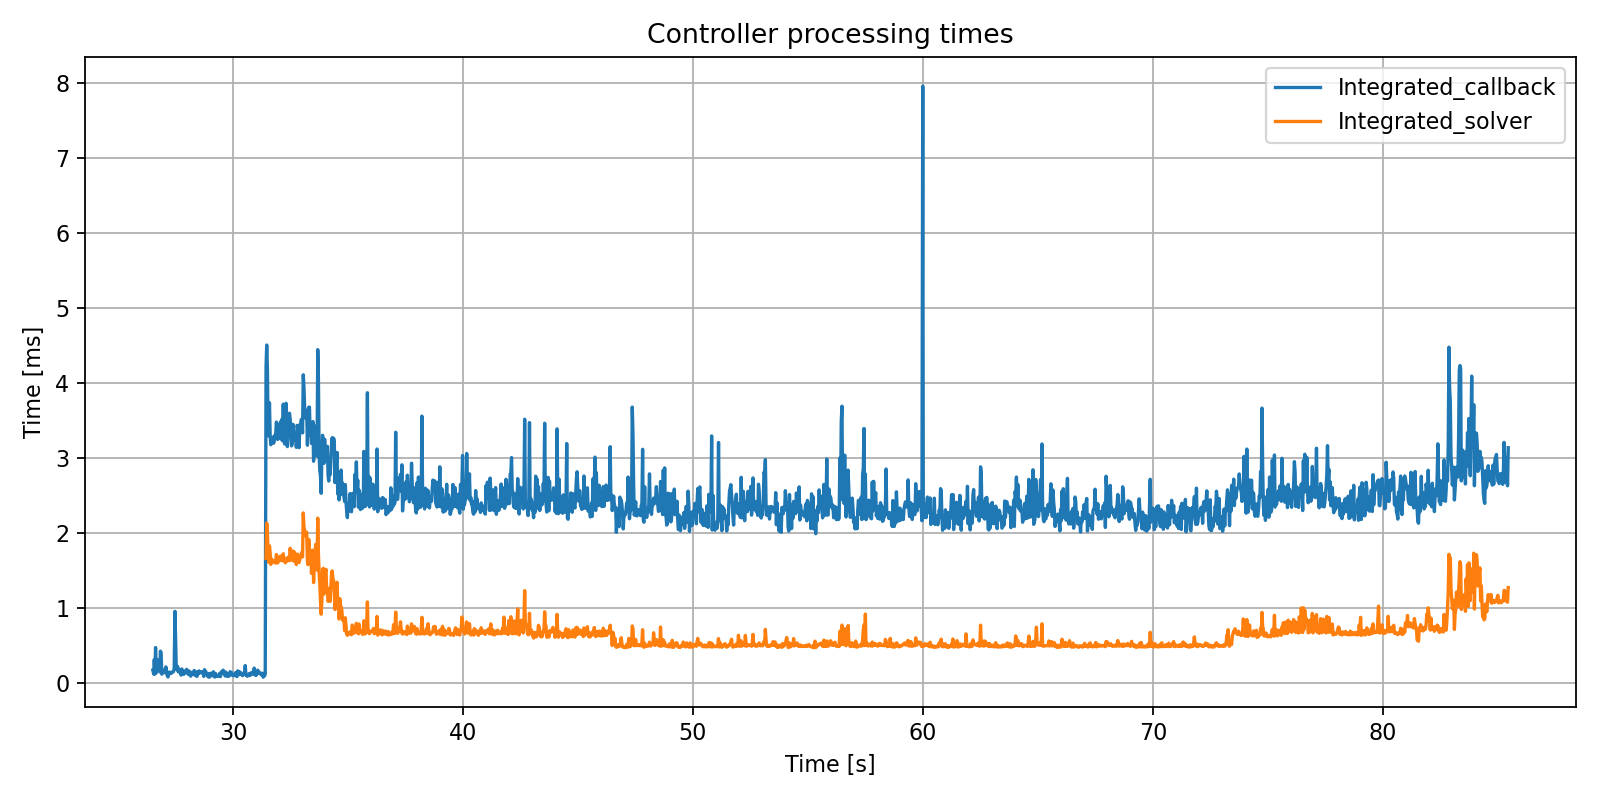 Controller processing times
Integrated_callback
Integrated_solver
Time [ms]
8
7
6
5
4
3
2
1
0
30 40 50 60 70 80
Time [s]